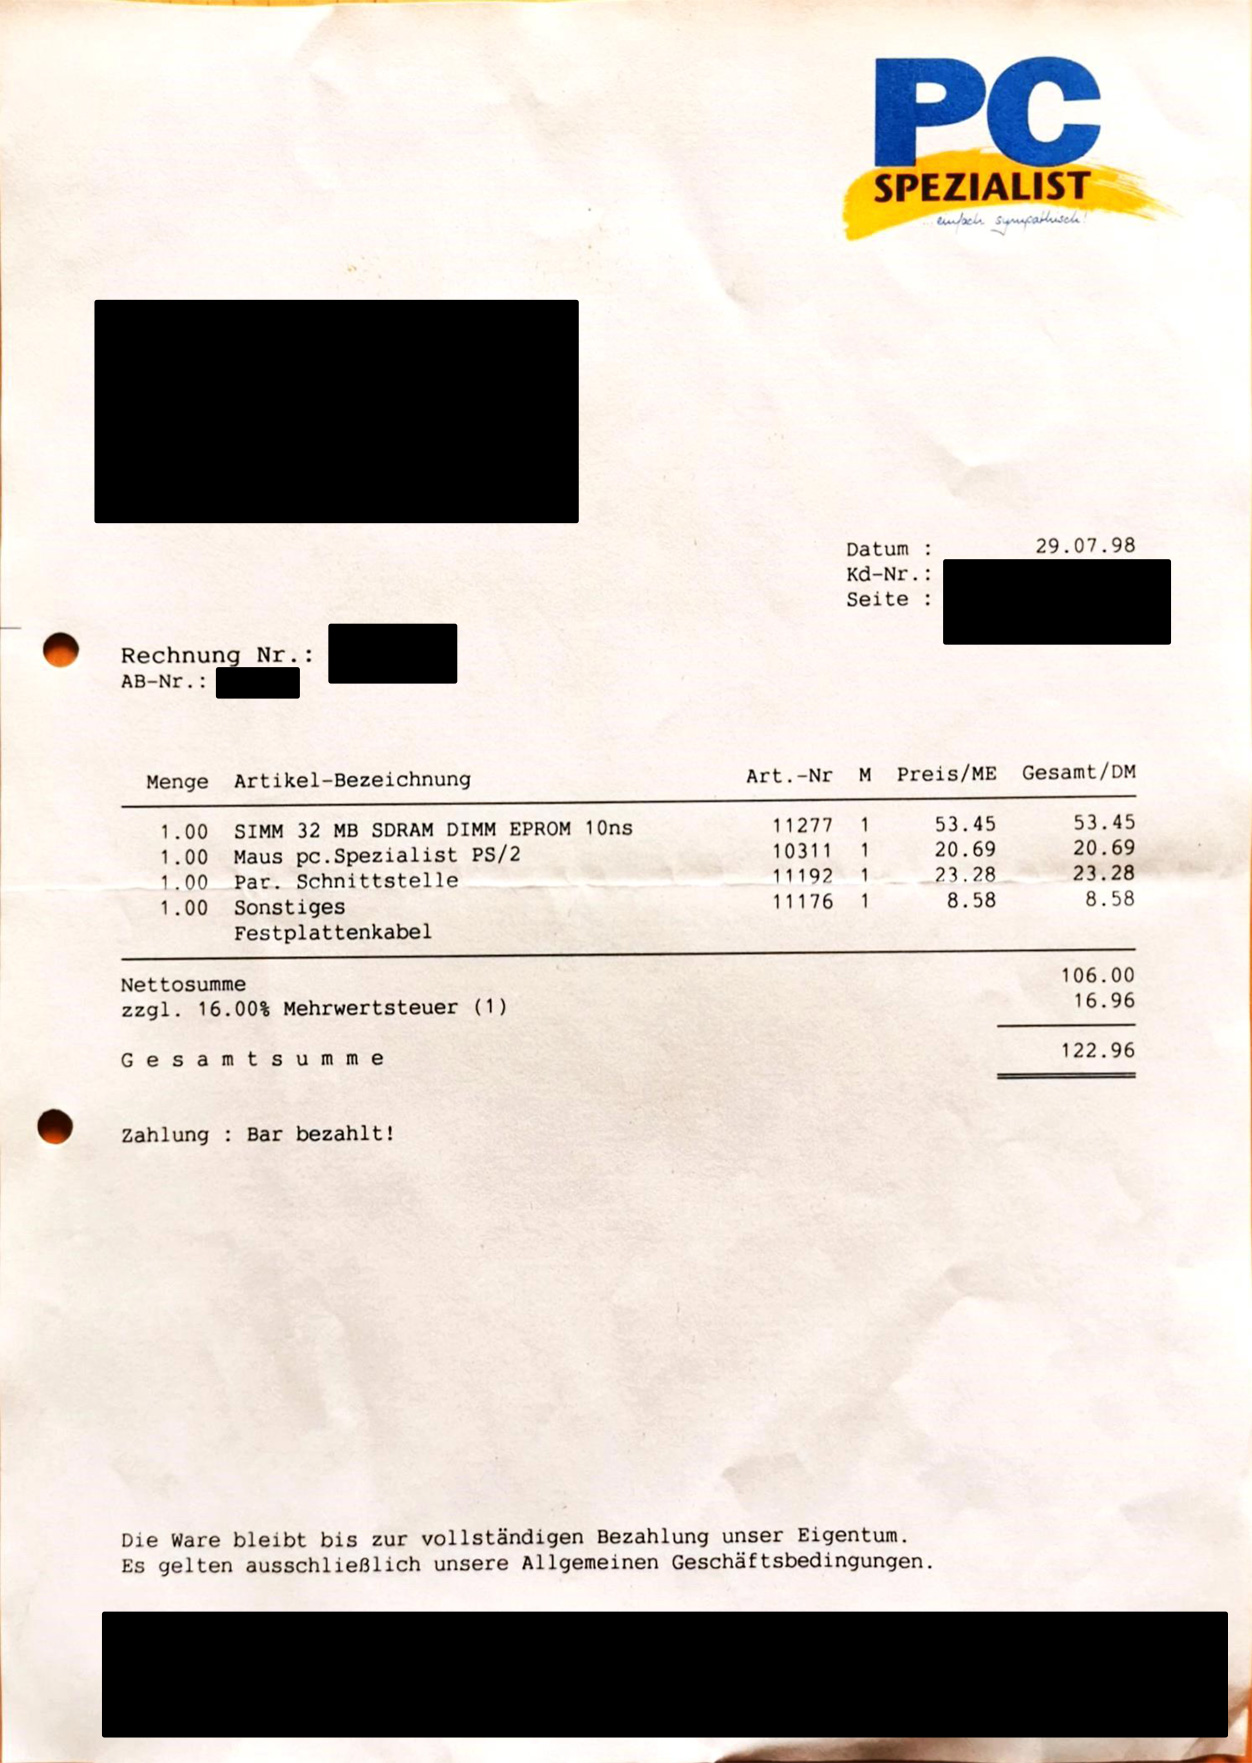 PC
SPEZIALIST
...einfach sympathisch!
Datum : 29.07.98
Kd-Nr.:
Seite :
Rechnung Nr.:
AB-Nr.:
Menge Artikel-Bezeichnung Art.-Nr M Preis/ME Gesamt/DM
1.00 SIMM 32 MB SDRAM DIMM EPROM 10ns 11277 1 53.45 53.45
1.00 Maus pc.Spezialist PS/2 10311 1 20.69 20.69
1.00 Par. Schnittstelle 11192 1 23.28 23.28
1.00 Sonstiges 11176 1 8.58 8.58
Festplattenkabel
Nettosumme 106.00
zzgl. 16.00% Mehrwertsteuer (1) 16.96
G e s a m t s u m m e 122.96
Zahlung : Bar bezahlt!
Die Ware bleibt bis zur vollständigen Bezahlung unser Eigentum.
Es gelten ausschließlich unsere Allgemeinen Geschäftsbedingungen.